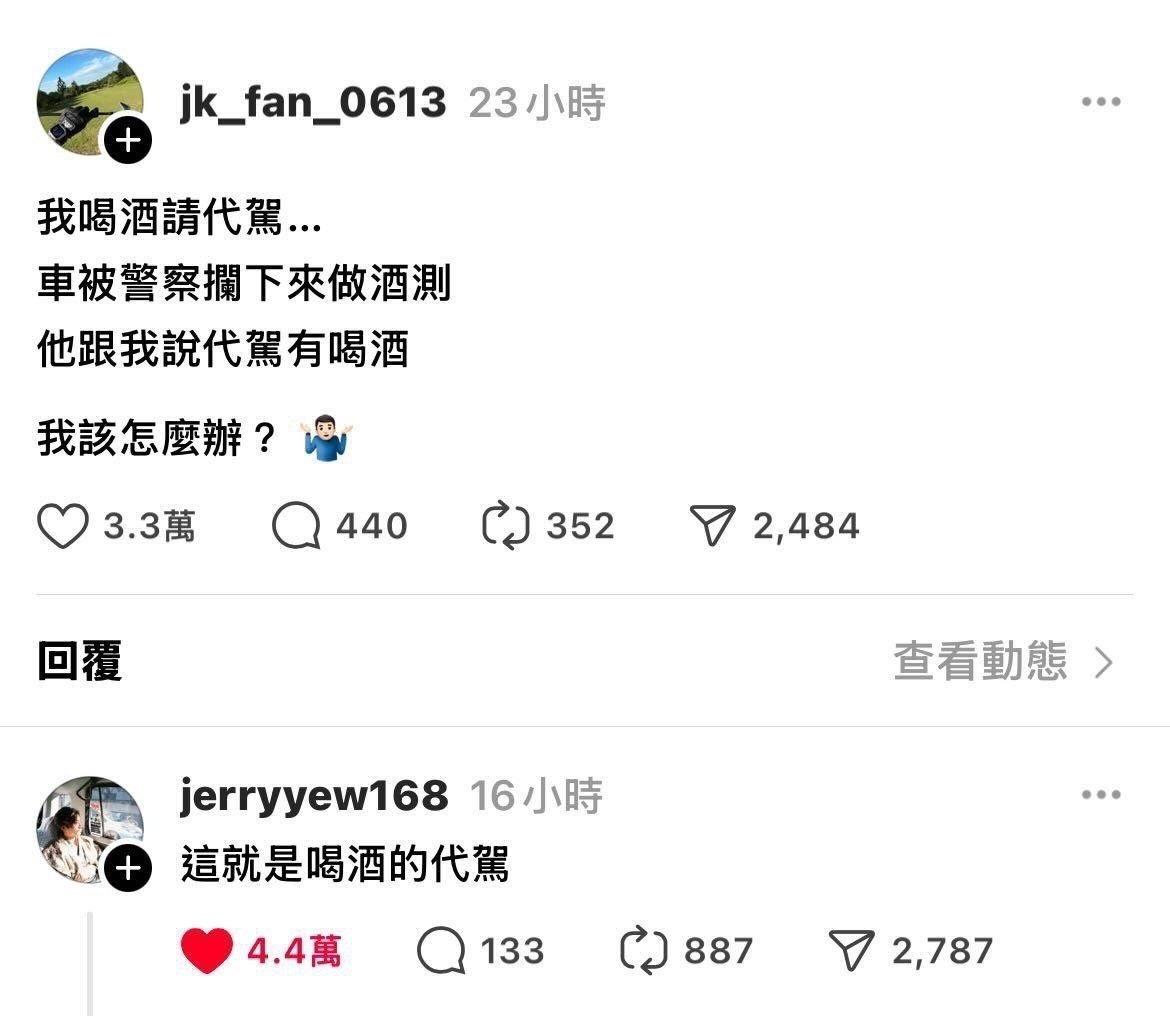 jk_fan_0613 23小時
我喝酒請代駕...
車被警察攔下來做酒測
他跟我說代駕有喝酒
我該怎麼辦？🤷🏻‍♂️
3.3萬 440 352 2,484
回覆 查看動態
jerryyew168 16小時
這就是喝酒的代駕
4.4萬 133 887 2,787